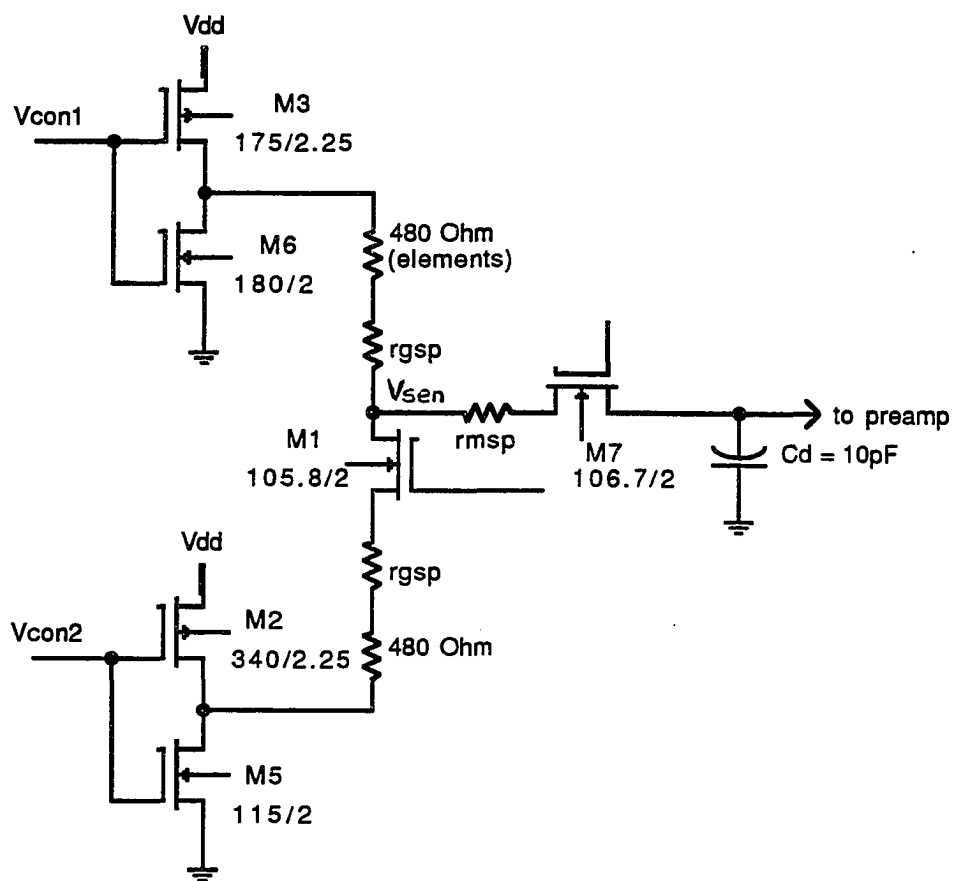 Vdd
M3
Vcon1
175/2.25
M6
180/2
480 Ohm
(elements)
rgsp
Vsen
rmsp
to preamp
M1
105.8/2
M7
106.7/2
Cd = 10pF
rgsp
Vdd
M2
Vcon2
340/2.25
480 Ohm
M5
115/2